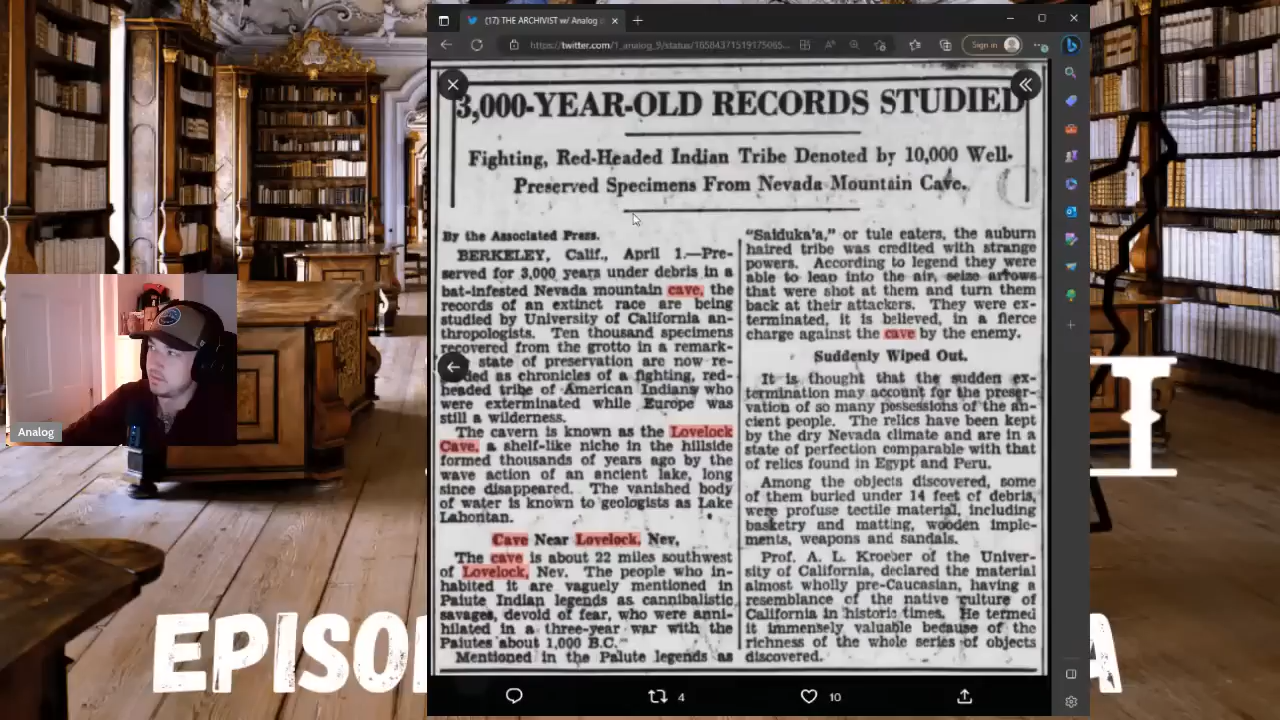 (17) THE ARCHIVIST w/ Analog
https://twitter.com/1_analog_9/status/16584371519175065...
Sign in
3,000-YEAR-OLD RECORDS STUDIED
Fighting, Red-Headed Indian Tribe Denoted by 10,000 Well-
Preserved Specimens From Nevada Mountain Cave.
By the Associated Press.
BERKELEY, Calif., April 1.—Pre-
served for 3,000 years under debris in a
bat-infested Nevada mountain cave, the
records of an extinct race are being
studied by University of California an-
thropologists. Ten thousand specimens
recovered from the grotto in a remark-
state of preservation are now re-
ded as chronicles of a fighting, red-
headed tribe of American Indians who
were exterminated while Europe was
still a wilderness.
The cavern is known as the Lovelock
Cave, a shelf-like niche in the hillside
formed thousands of years ago by the
wave action of an ancient lake, long
since disappeared. The vanished body
of water is known to geologists as Lake
Lahontan.
Cave Near Lovelock, Nev.
The cave is about 22 miles southwest
of Lovelock, Nev. The people who in-
habited it are vaguely mentioned in
Paiute Indian legends as cannibalistic
savages, devoid of fear, who were anni-
hilated in a three-year war with the
Paiutes about 1,000 B.C.
Mentioned in the Paiute legends as
"Saiduka'a," or tule eaters, the auburn
haired tribe was credited with strange
powers. According to legend they were
able to leap into the air, seize arrows
that were shot at them and turn them
back at their attackers. They were ex-
terminated, it is believed, in a fierce
charge against the cave by the enemy.
Suddenly Wiped Out.
It is thought that the sudden ex-
termination may account for the preser-
vation of so many possessions of the an-
cient people. The relics have been kept
by the dry Nevada climate and are in a
state of perfection comparable with that
of relics found in Egypt and Peru.
Among the objects discovered, some
of them buried under 14 feet of debris,
were profuse tectile material, including
basketry and matting, wooden imple-
ments, weapons and sandals.
Prof. A. L. Kroeber of the Univer-
sity of California, declared the material
almost wholly pre-Caucasian, having a
resemblance of the native culture of
California in historic times. He termed
it immensely valuable because of the
richness of the whole series of objects
discovered.
4
10
Analog